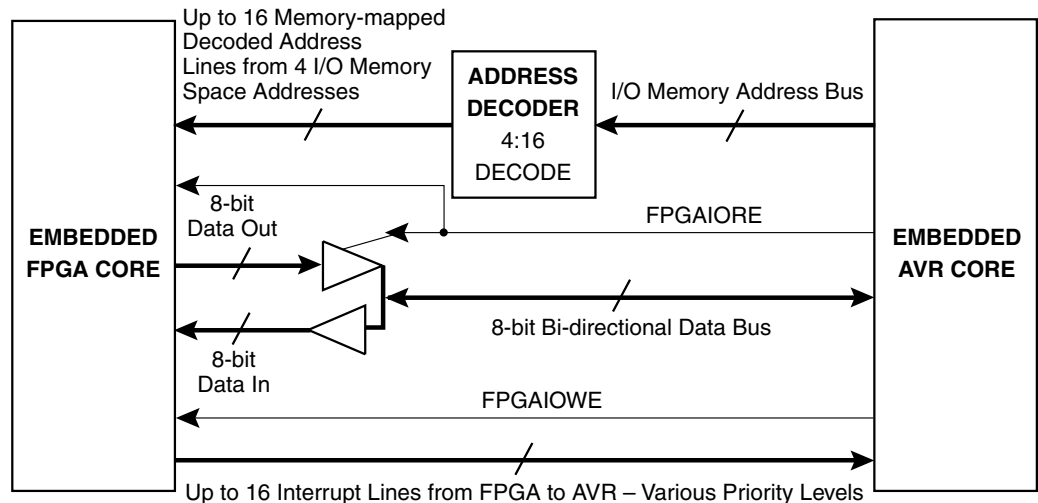 Up to 16 Memory-mapped
Decoded Address
Lines from 4 I/O Memory
Space Addresses
ADDRESS
DECODER
4:16
DECODE
I/O Memory Address Bus
8-bit
Data Out
FPGAIORE
EMBEDDED
FPGA CORE
EMBEDDED
AVR CORE
8-bit Bi-directional Data Bus
8-bit
Data In
FPGAIOWE
Up to 16 Interrupt Lines from FPGA to AVR – Various Priority Levels